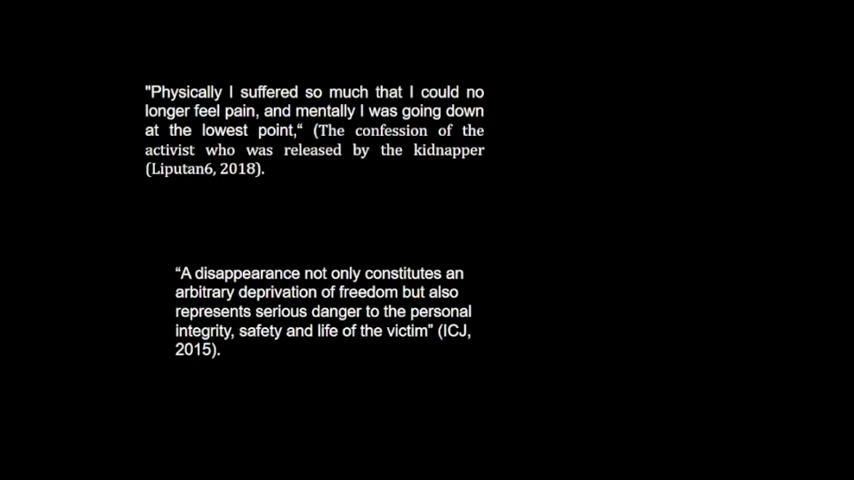 "Physically I suffered so much that I could no
longer feel pain, and mentally I was going down
at the lowest point,“ (The confession of the
activist who was released by the kidnapper
(Liputan6, 2018).
“A disappearance not only constitutes an
arbitrary deprivation of freedom but also
represents serious danger to the personal
integrity, safety and life of the victim” (ICJ,
2015).